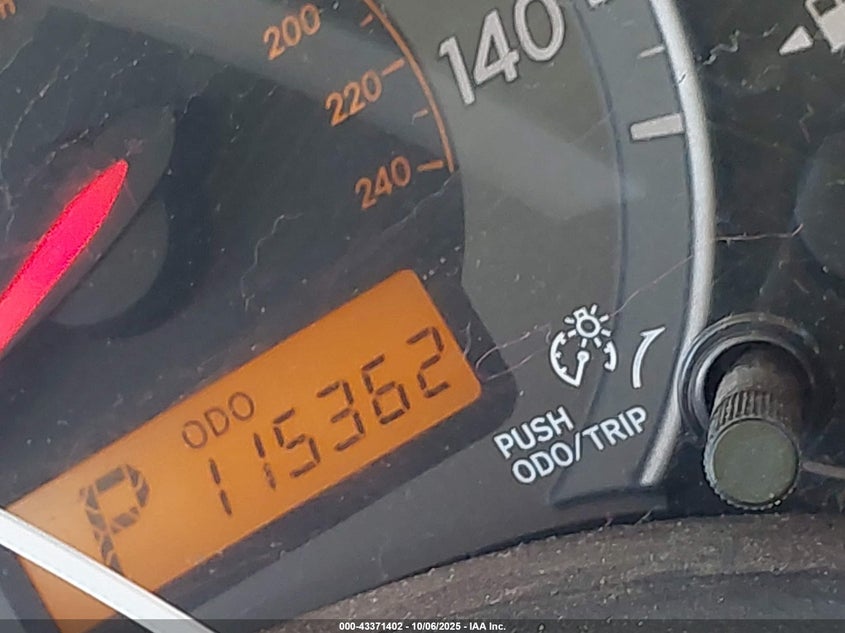 200
220
240
140
ODO
P 115362
PUSH
ODO/TRIP
000-43371402 - 10/06/2025 - IAA Inc.